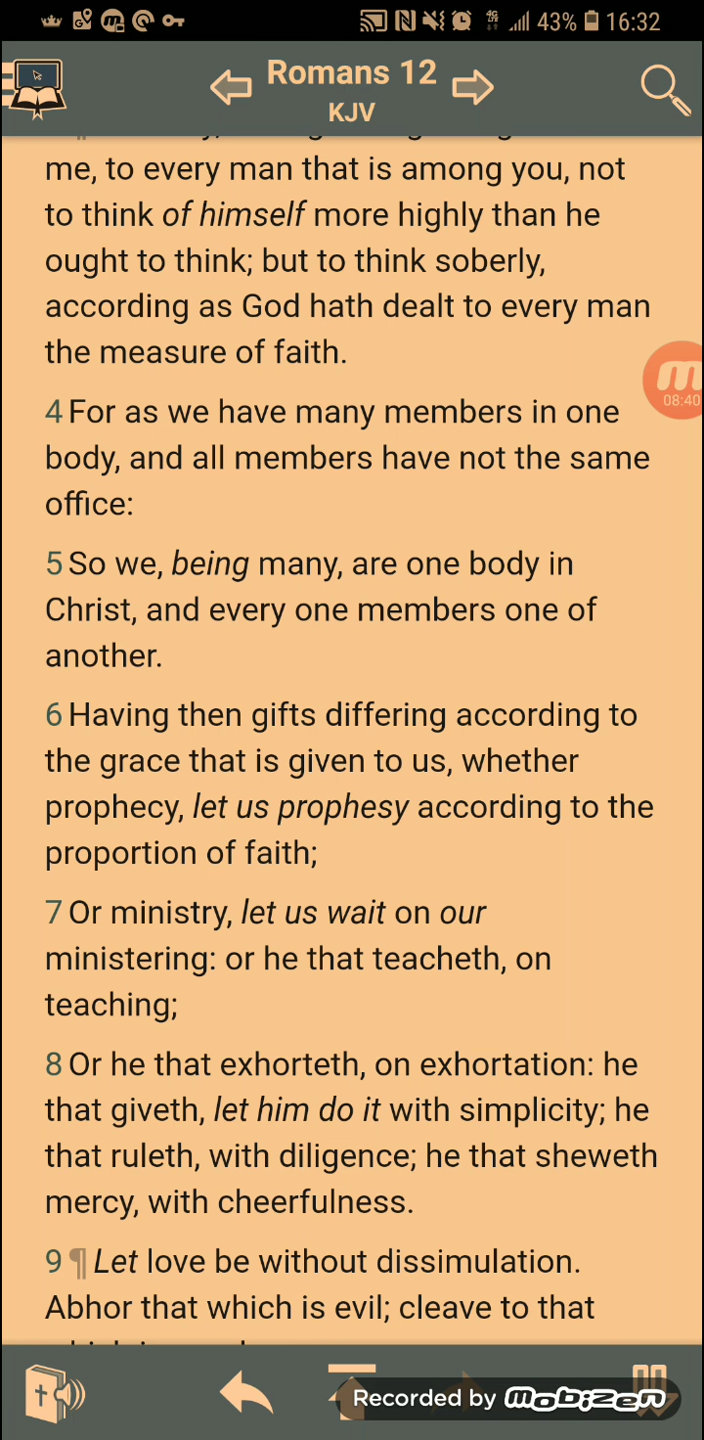 43% 16:32
Romans 12
KJV
me, to every man that is among you, not
to think of himself more highly than he
ought to think; but to think soberly,
according as God hath dealt to every man
the measure of faith.
08:40
4 For as we have many members in one
body, and all members have not the same
office:
5 So we, being many, are one body in
Christ, and every one members one of
another.
6 Having then gifts differing according to
the grace that is given to us, whether
prophecy, let us prophesy according to the
proportion of faith;
7 Or ministry, let us wait on our
ministering: or he that teacheth, on
teaching;
8 Or he that exhorteth, on exhortation: he
that giveth, let him do it with simplicity; he
that ruleth, with diligence; he that sheweth
mercy, with cheerfulness.
9 ¶ Let love be without dissimulation.
Abhor that which is evil; cleave to that
Recorded by mobizen